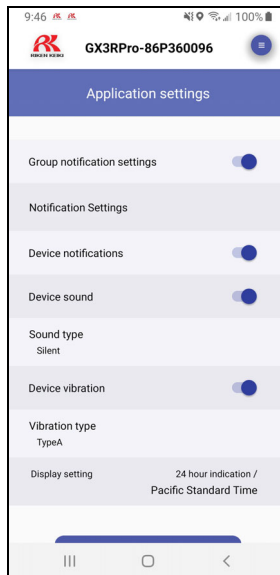 9:46
100%
RIKEN KEIKI
GX3RPro-86P360096
Application settings
Group notification settings
Notification Settings
Device notifications
Device sound
Sound type
Silent
Device vibration
Vibration type
TypeA
Display setting
24 hour indication /
Pacific Standard Time